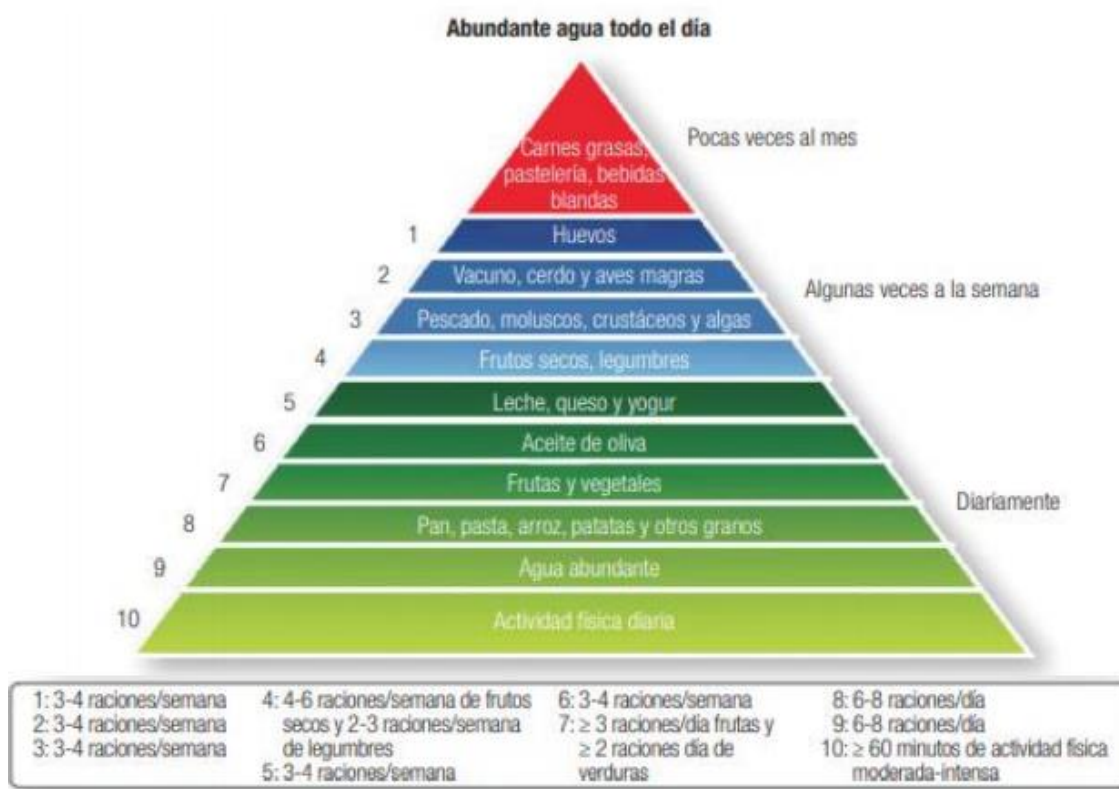 Abundante agua todo el día
Carnes grasas,
pastelería, bebidas
blandas
Pocas veces al mes
1
Huevos
2
Vacuno, cerdo y aves magras
Algunas veces a la semana
3
Pescado, moluscos, crustáceos y algas
4
Frutos secos, legumbres
5
Leche, queso y yogur
6
Aceite de oliva
7
Frutas y vegetales
Diariamente
8
Pan, pasta, arroz, patatas y otros granos
9
Agua abundante
10
Actividad física diaria
1: 3-4 raciones/semana
2: 3-4 raciones/semana
3: 3-4 raciones/semana
4: 4-6 raciones/semana de frutos
secos y 2-3 raciones/semana
de legumbres
5: 3-4 raciones/semana
6: 3-4 raciones/semana
7: ≥ 3 raciones/día frutas y
≥ 2 raciones día de
verduras
8: 6-8 raciones/día
9: 6-8 raciones/día
10: ≥ 60 minutos de actividad física
moderada-intensa